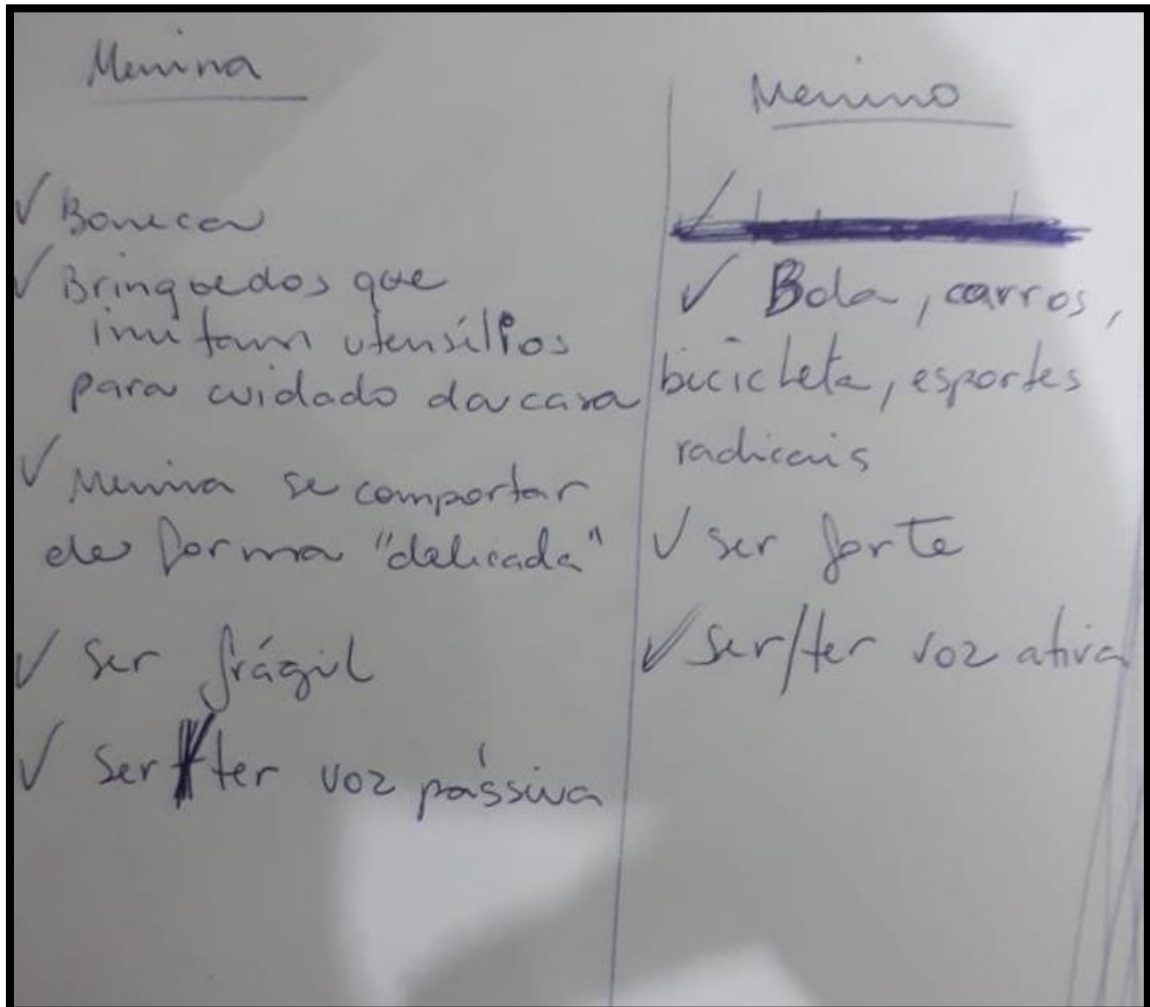 Menina
✓ Boneca
✓ Brinquedos que
imitam utensílios
para cuidado da casa
✓ Menina se comportar
de forma "delicada"
✓ Ser frágil
✓ Ser/ter voz pássiva
Menino
✓ Bola, carros,
bicicleta, esportes
radicais
✓ Ser forte
✓ Ser/ter voz ativa